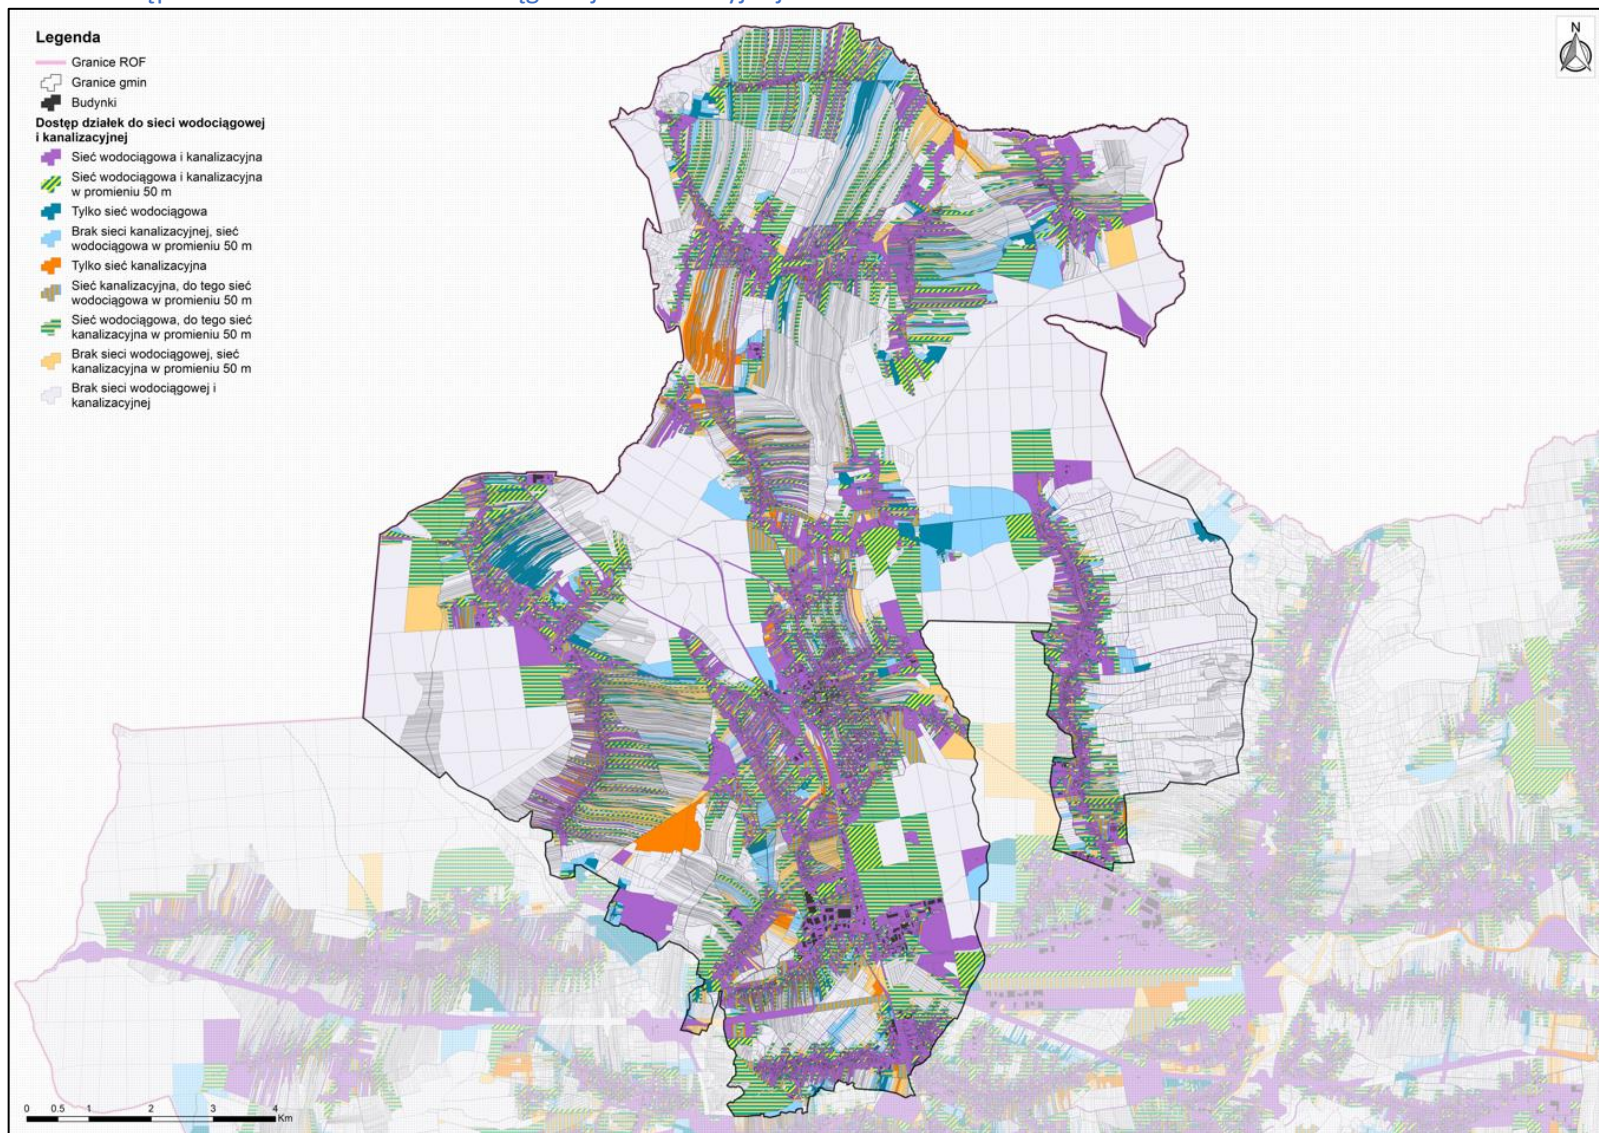 Legenda
Granice ROF
Granice gmin
Budynki
Dostęp działek do sieci wodociągowej
i kanalizacyjnej
Sieć wodociągowa i kanalizacyjna
Sieć wodociągowa i kanalizacyjna
w promieniu 50 m
Tylko sieć wodociągowa
Brak sieci kanalizacyjnej, sieć
wodociągowa w promieniu 50 m
Tylko sieć kanalizacyjna
Sieć kanalizacyjna, do tego sieć
wodociągowa w promieniu 50 m
Sieć wodociągowa, do tego sieć
kanalizacyjna w promieniu 50 m
Brak sieci wodociągowej, sieć
kanalizacyjna w promieniu 50 m
Brak sieci wodociągowej i
kanalizacyjnej
N
0 0.5 1 2 3 4
Km